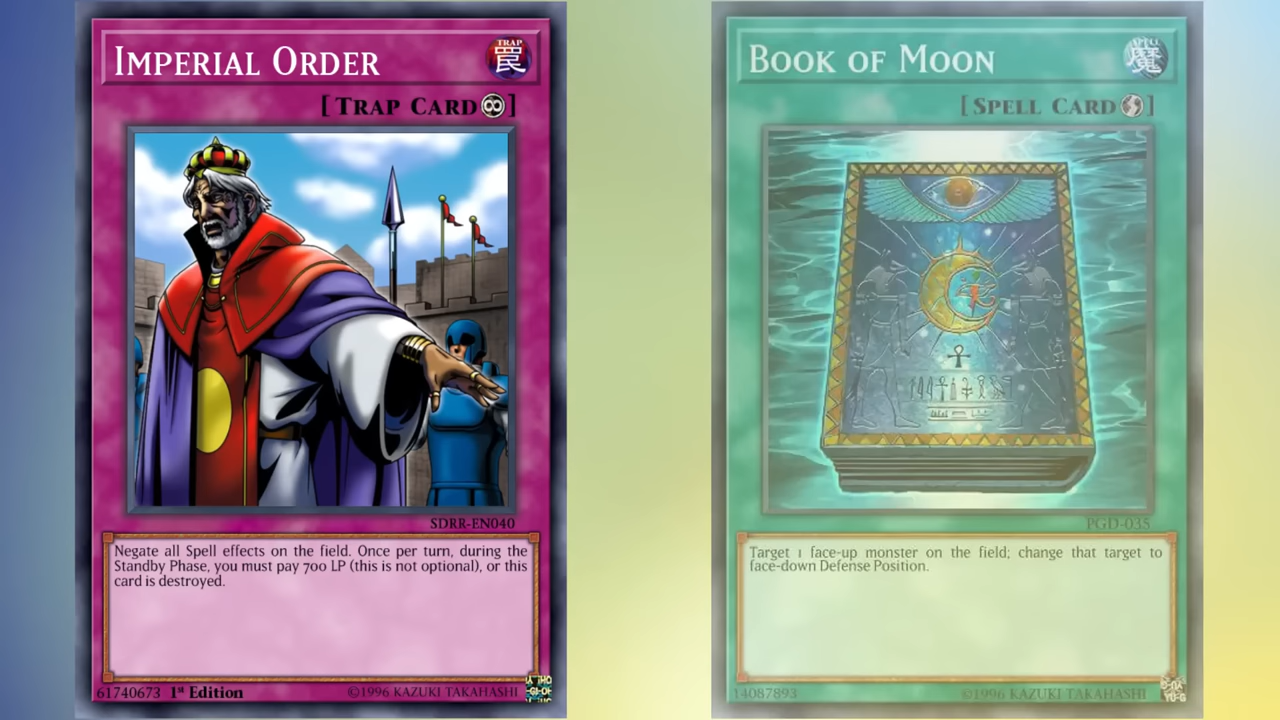 IMPERIAL ORDER
TRAP
罠
[TRAP CARD]
SDRR-EN040
Negate all Spell effects on the field. Once per turn, during the
Standby Phase, you must pay 700 LP (this is not optional), or this
card is destroyed.
61740673 1st Edition
©1996 KAZUKI TAKAHASHI
BOOK OF MOON
魔
[SPELL CARD]
PGD-035
Target 1 face-up monster on the field; change that target to
face-down Defense Position.
14087893
©1996 KAZUKI TAKAHASHI